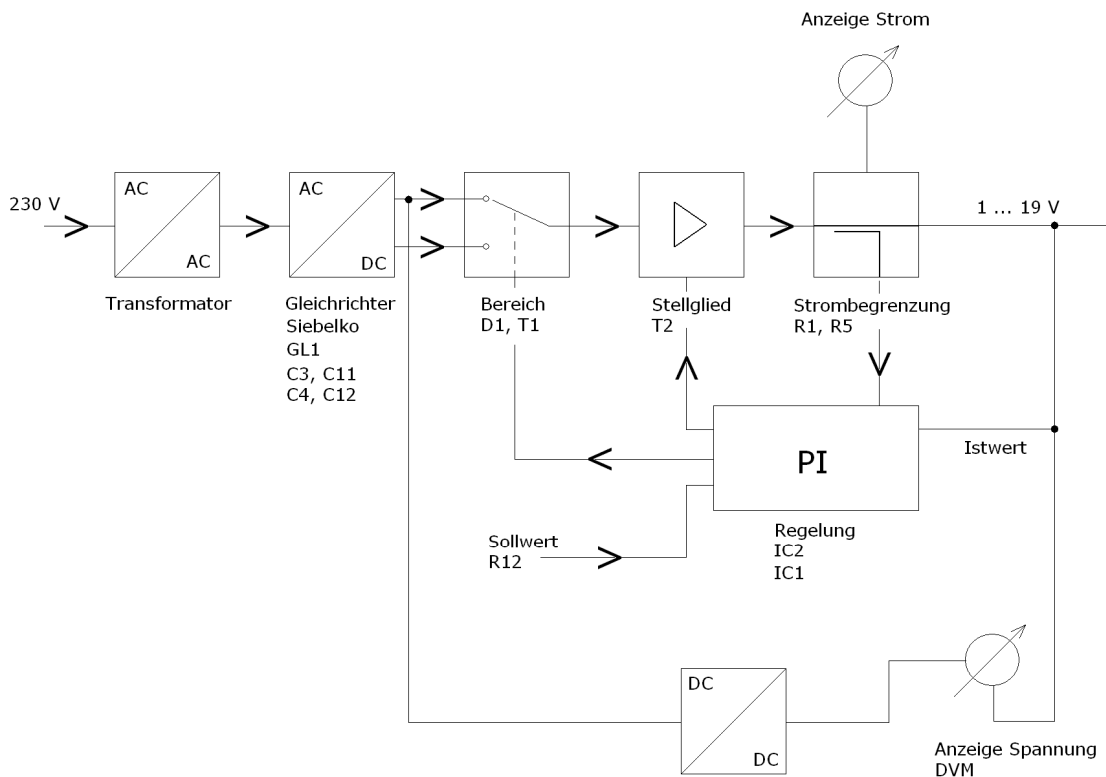 Anzeige Strom
230 V
AC
AC
Transformator
AC
DC
Gleichrichter
Siebelko
GL1
C3, C11
C4, C12
Bereich
D1, T1
Stellglied
T2
Strombegrenzung
R1, R5
1 ... 19 V
PI
Istwert
Regelung
IC2
IC1
Sollwert
R12
DC
DC
Anzeige Spannung
DVM